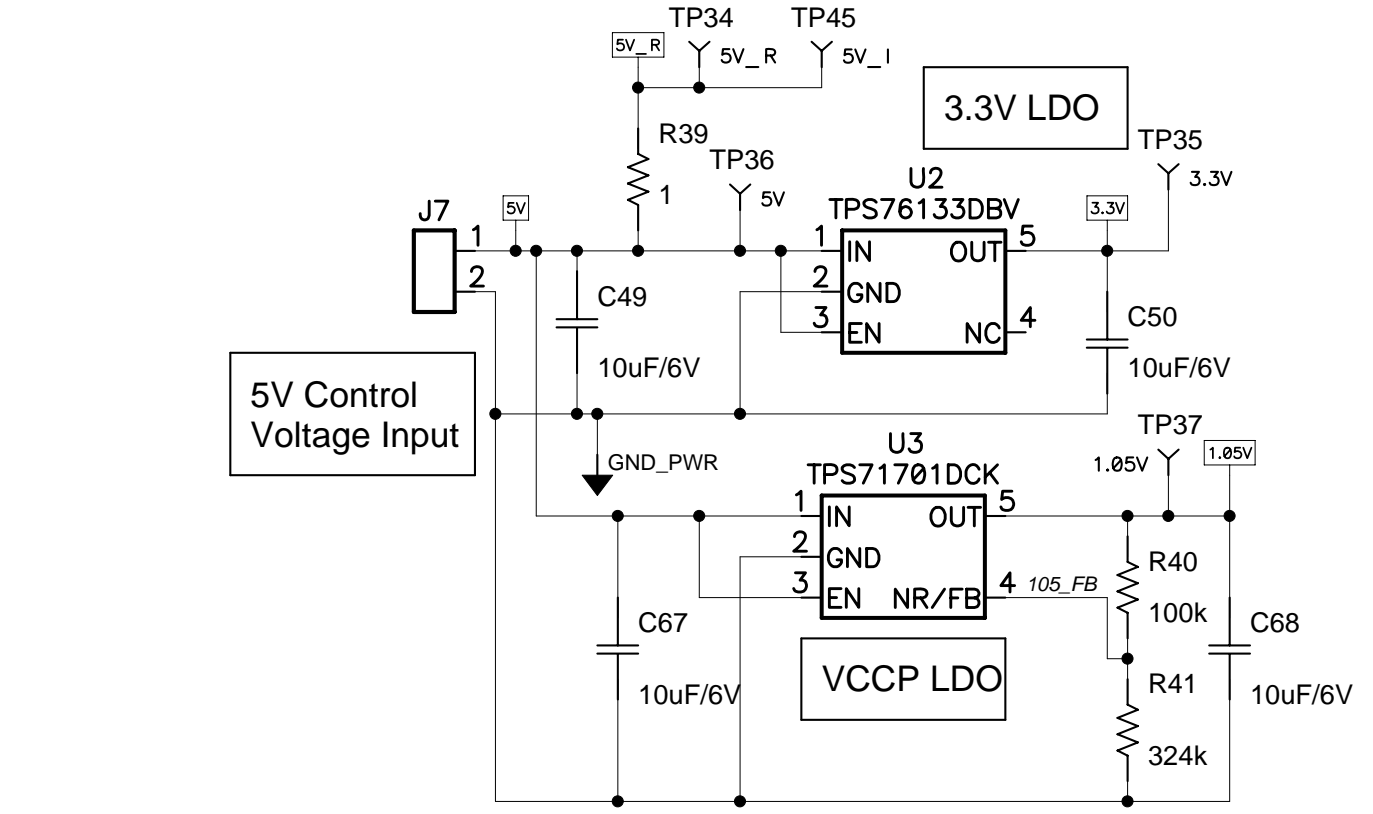 TP34
TP45
5V_R
5V_R
5V_I
3.3V LDO
R39
1
TP36
5V
TP35
3.3V
J7
1
2
5V
U2
TPS76133DBV
3.3V
1
IN
OUT
5
2
GND
3
EN
NC
4
C49
10uF/6V
C50
10uF/6V
5V Control
Voltage Input
GND_PWR
TP37
1.05V
1.05V
U3
TPS71701DCK
1
IN
OUT
5
2
GND
3
EN
NR/FB
4
105_FB
R40
100k
C67
10uF/6V
C68
10uF/6V
VCCP LDO
R41
324k